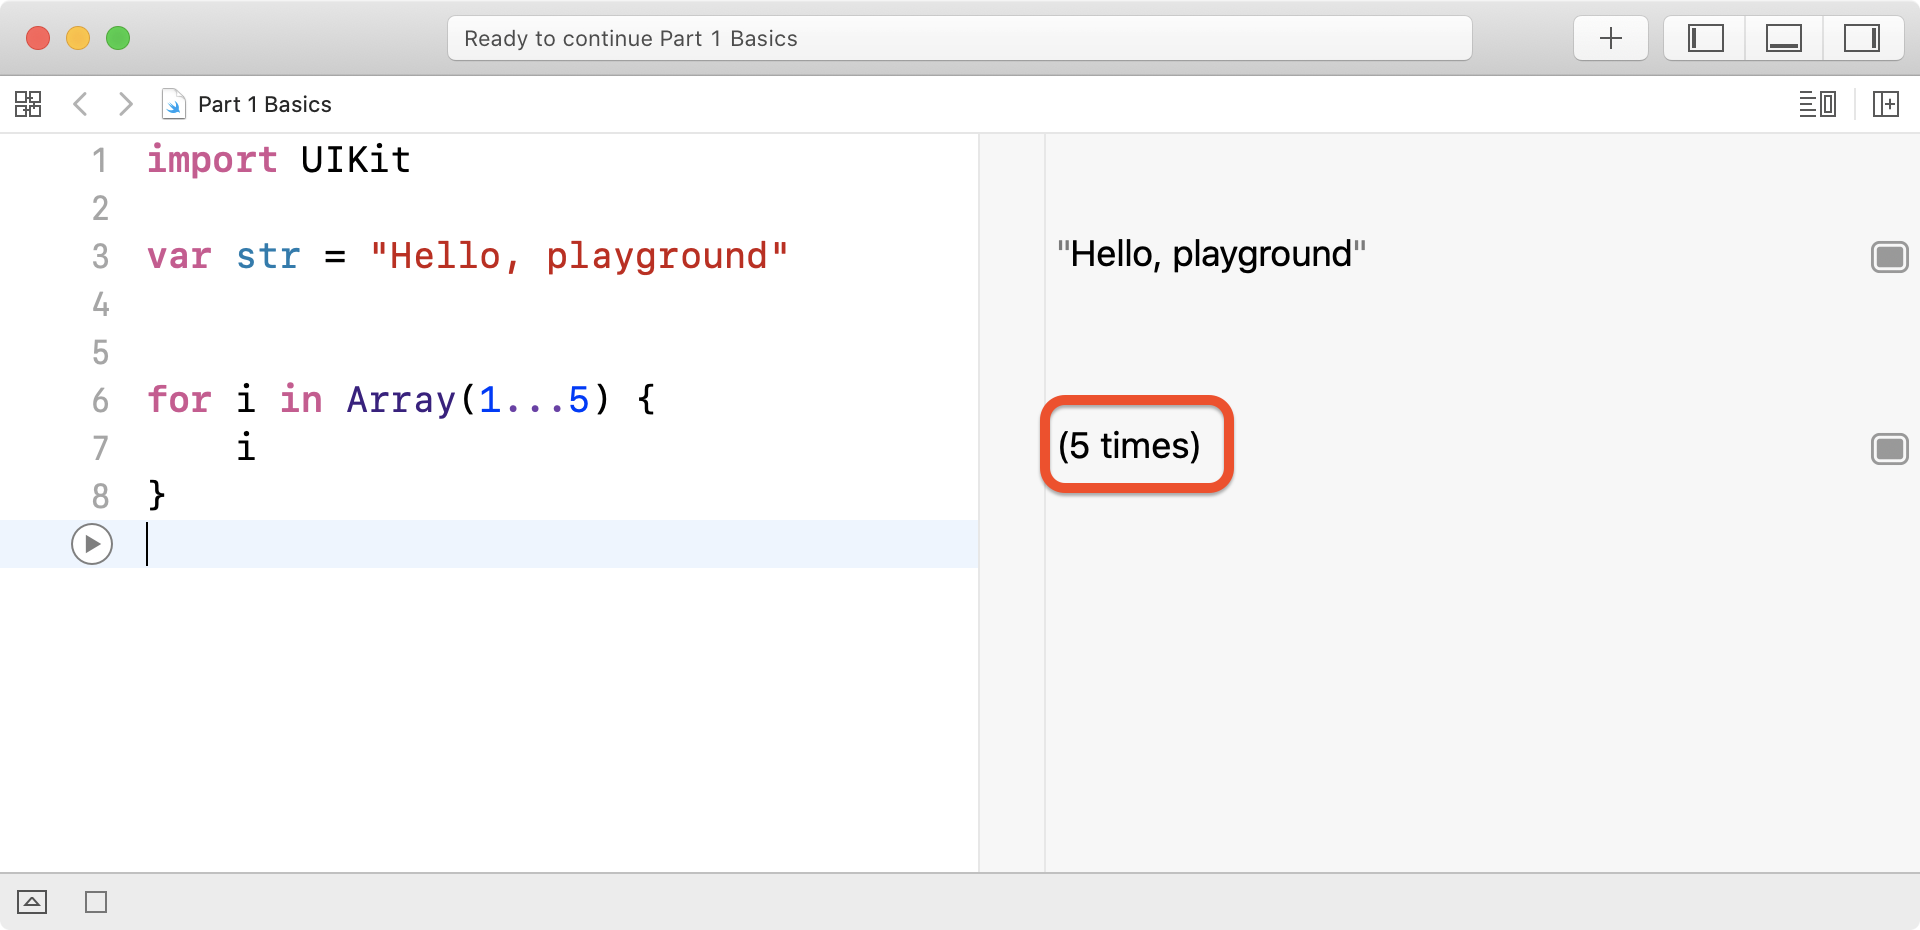 Ready to continue Part 1 Basics
Part 1 Basics
1 import UIKit
2
3 var str = "Hello, playground"
"Hello, playground"
4
5
6 for i in Array(1...5) {
7     i
(5 times)
8 }